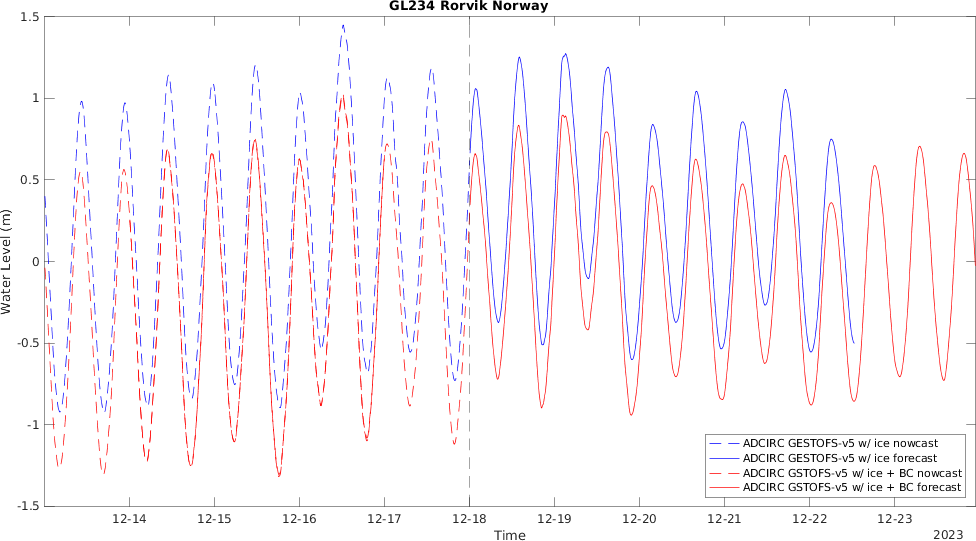 GL234 Rorvik Norway
1.5
1
0.5
0
-0.5
-1
-1.5
Water Level (m)
12-14
12-15
12-16
12-17
12-18
12-19
12-20
12-21
12-22
12-23
Time
2023
ADCIRC GESTOFS-v5 w/ ice nowcast
ADCIRC GESTOFS-v5 w/ ice forecast
ADCIRC GSTOFS-v5 w/ ice + BC nowcast
ADCIRC GSTOFS-v5 w/ ice + BC forecast